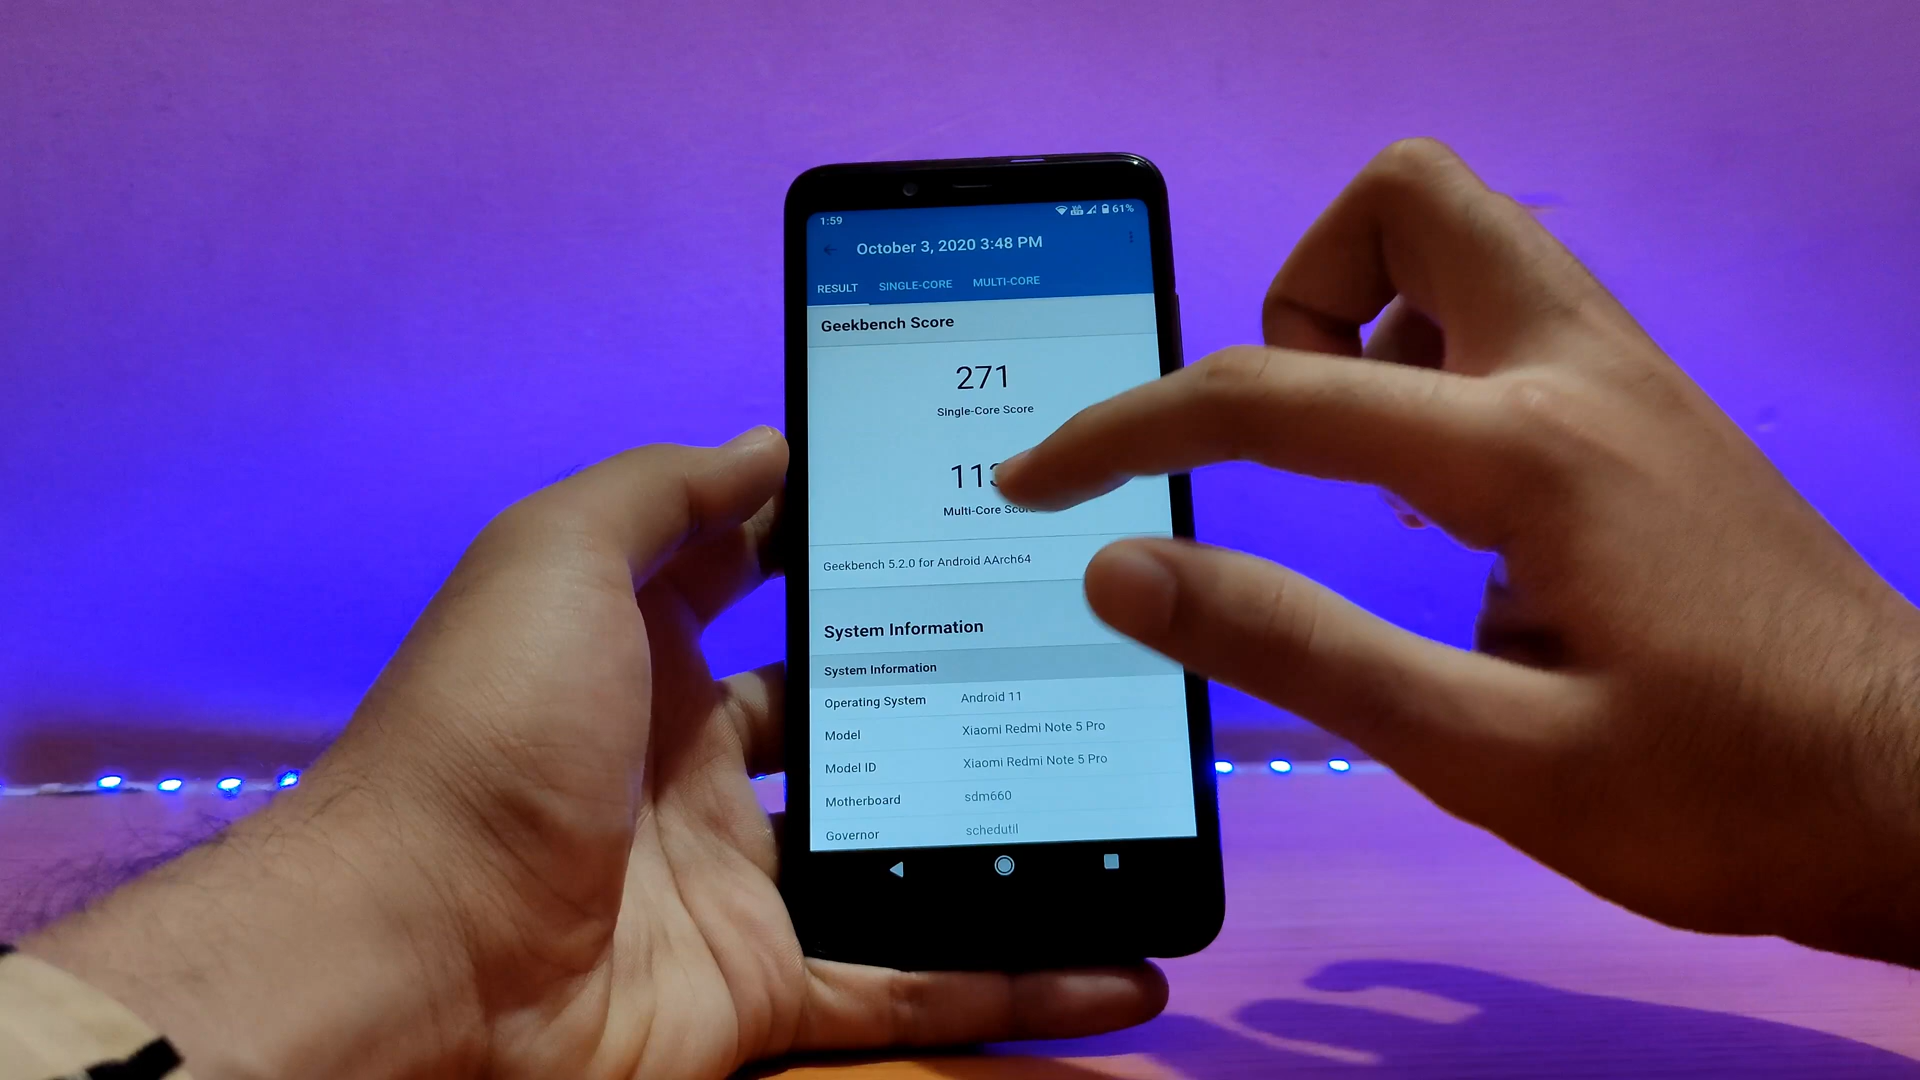 1:59 61%
October 3, 2020 3:48 PM
RESULT SINGLE-CORE MULTI-CORE
Geekbench Score
271
Single-Core Score
Multi-Core Score
Geekbench 5.2.0 for Android AArch64
System Information
System Information
Operating System Android 11
Model Xiaomi Redmi Note 5 Pro
Model ID Xiaomi Redmi Note 5 Pro
Motherboard sdm660
Governor schedutil